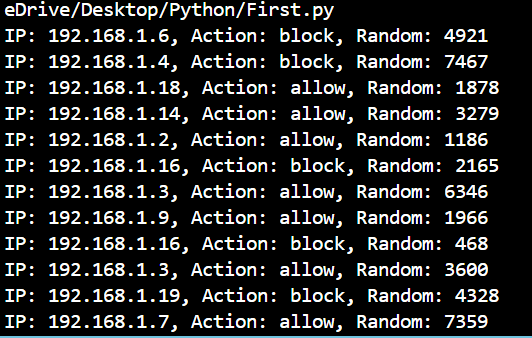 eDrive/Desktop/Python/First.py
IP: 192.168.1.6, Action: block, Random: 4921
IP: 192.168.1.4, Action: block, Random: 7467
IP: 192.168.1.18, Action: allow, Random: 1878
IP: 192.168.1.14, Action: allow, Random: 3279
IP: 192.168.1.2, Action: allow, Random: 1186
IP: 192.168.1.16, Action: block, Random: 2165
IP: 192.168.1.3, Action: allow, Random: 6346
IP: 192.168.1.9, Action: allow, Random: 1966
IP: 192.168.1.16, Action: block, Random: 468
IP: 192.168.1.3, Action: allow, Random: 3600
IP: 192.168.1.19, Action: block, Random: 4328
IP: 192.168.1.7, Action: allow, Random: 7359